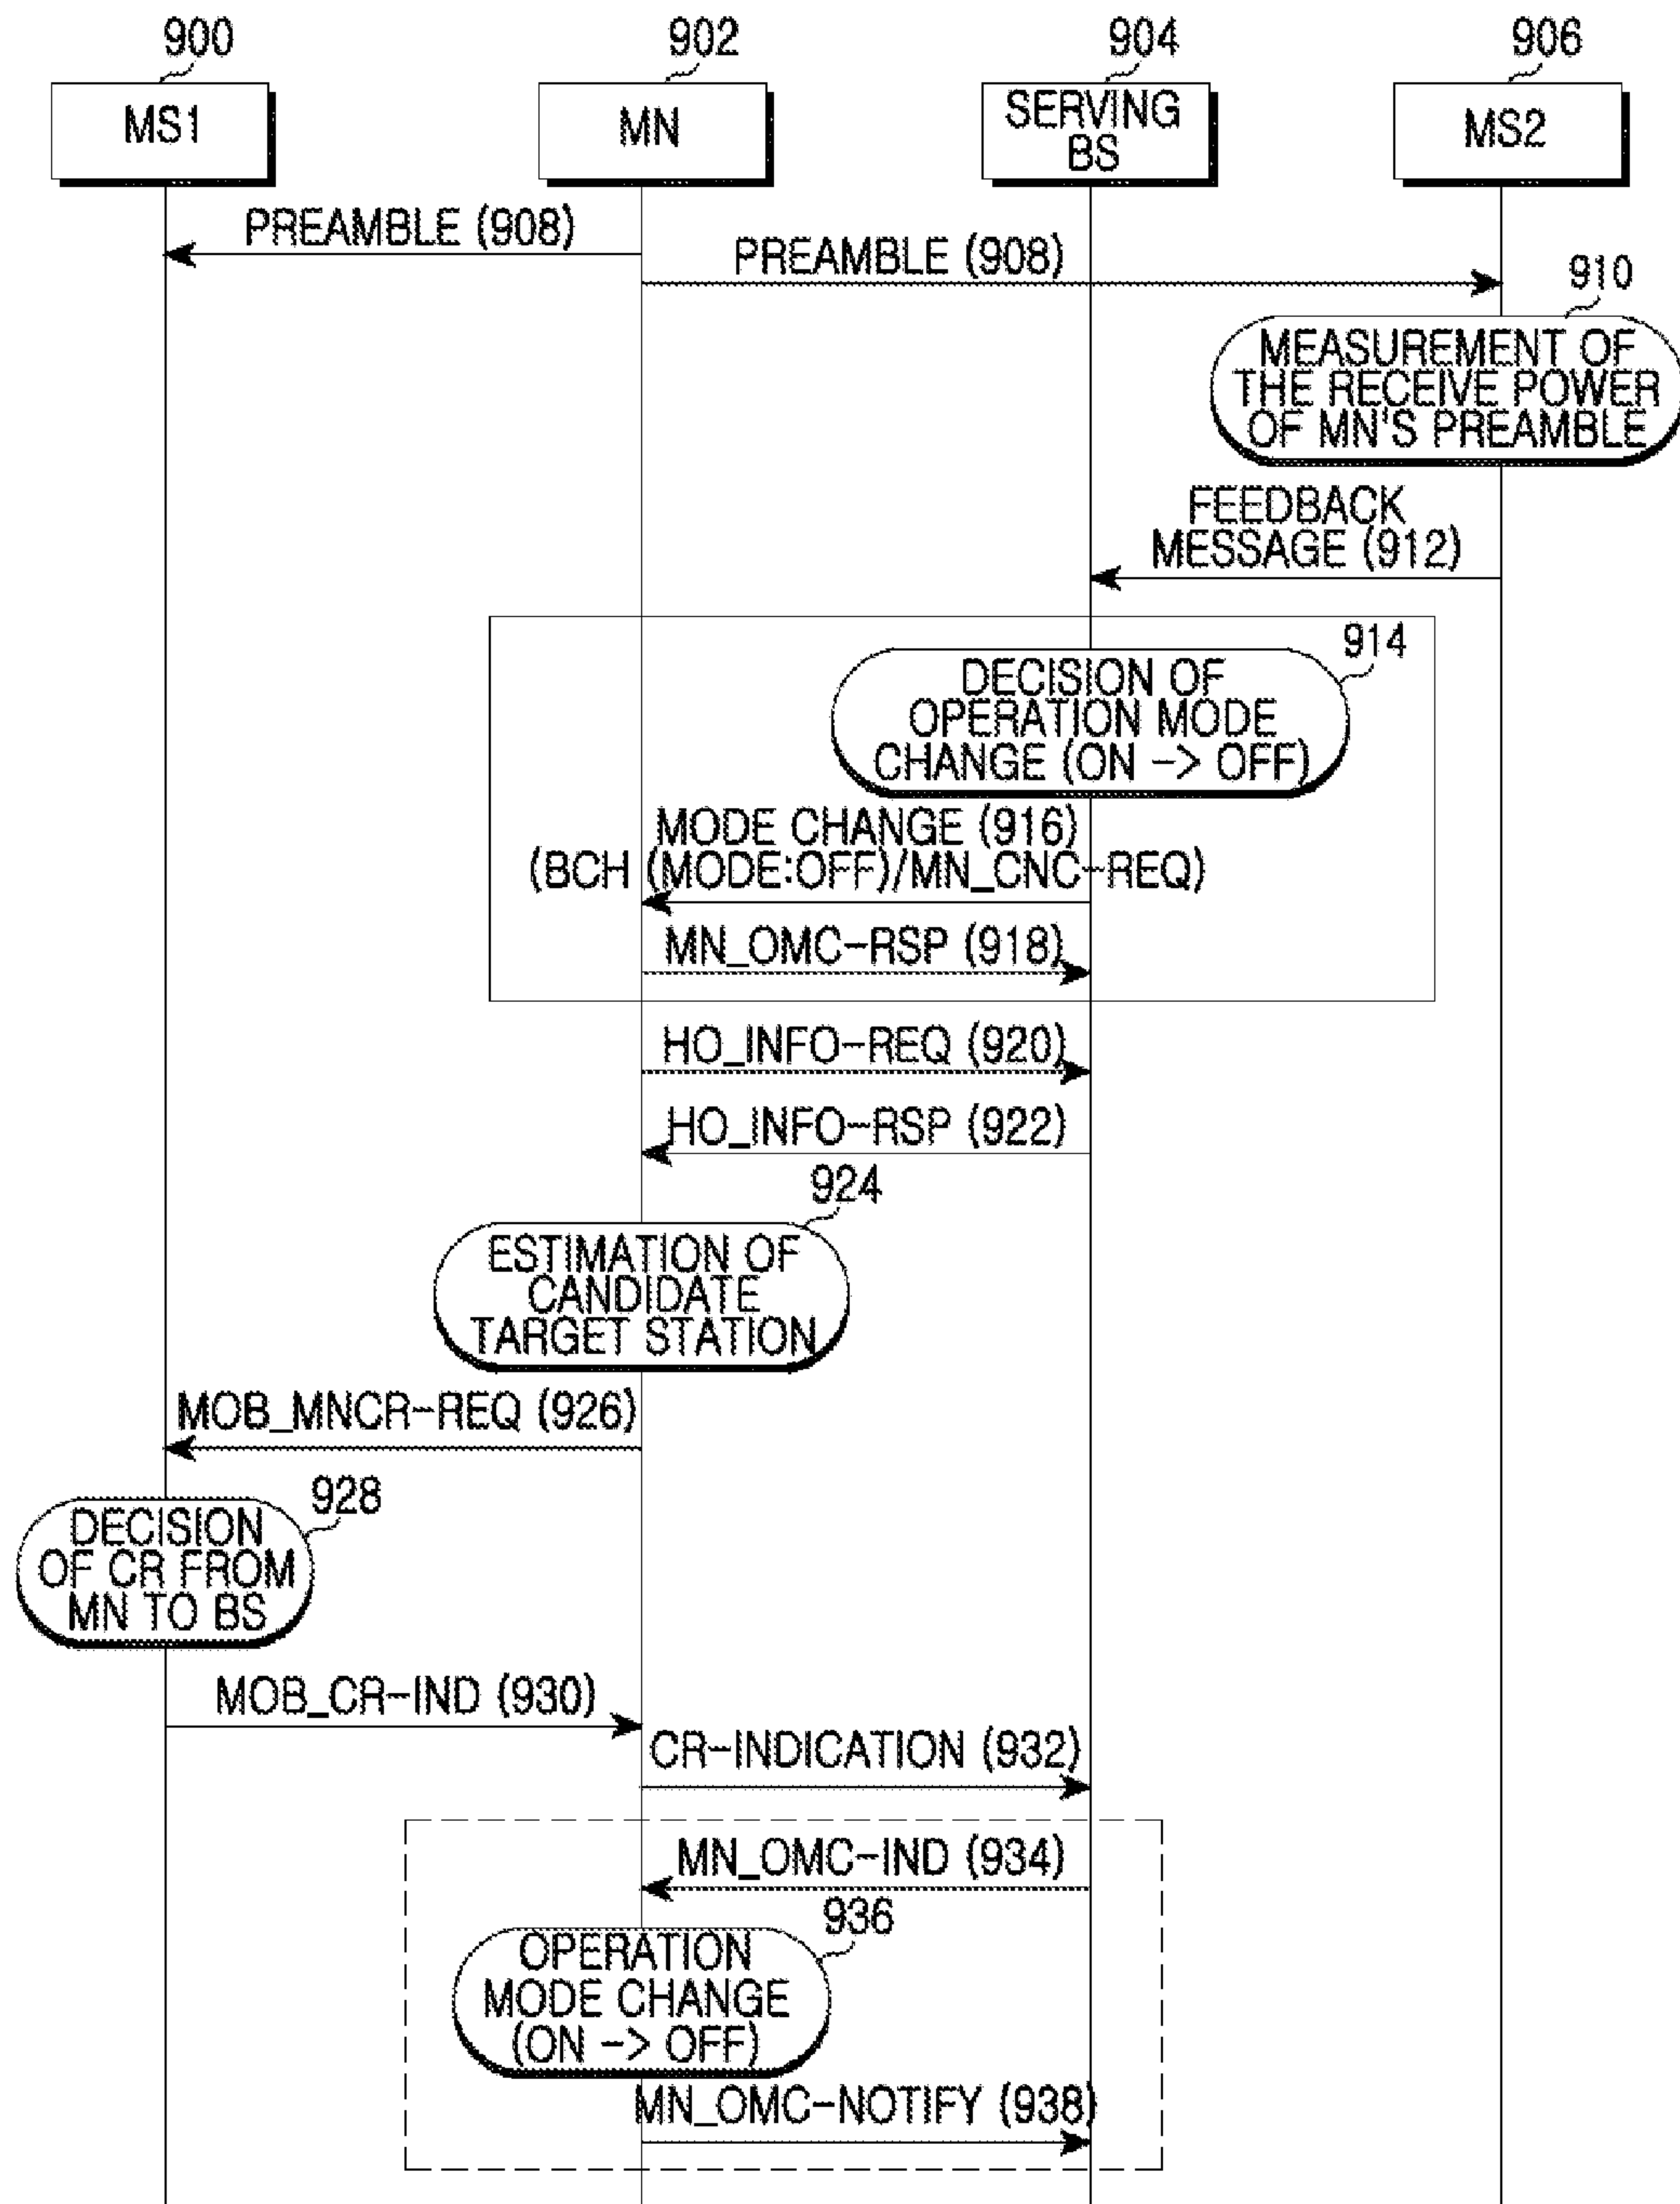 900
902
904
906
MS1
MN
SERVING
BS
MS2
PREAMBLE (908)
PREAMBLE (908)
910
MEASUREMENT OF
THE RECEIVE POWER
OF MN'S PREAMBLE
FEEDBACK
MESSAGE (912)
914
DECISION OF
OPERATION MODE
CHANGE (ON -> OFF)
MODE CHANGE (916)
(BCH (MODE:OFF)/MN_CNC-REQ)
MN_OMC-RSP (918)
HO_INFO-REQ (920)
HO_INFO-RSP (922)
924
ESTIMATION OF
CANDIDATE
TARGET STATION
MOB_MNCR-REQ (926)
928
DECISION
OF CR FROM
MN TO BS
MOB_CR-IND (930)
CR-INDICATION (932)
MN_OMC-IND (934)
936
OPERATION
MODE CHANGE
(ON -> OFF)
MN_OMC-NOTIFY (938)